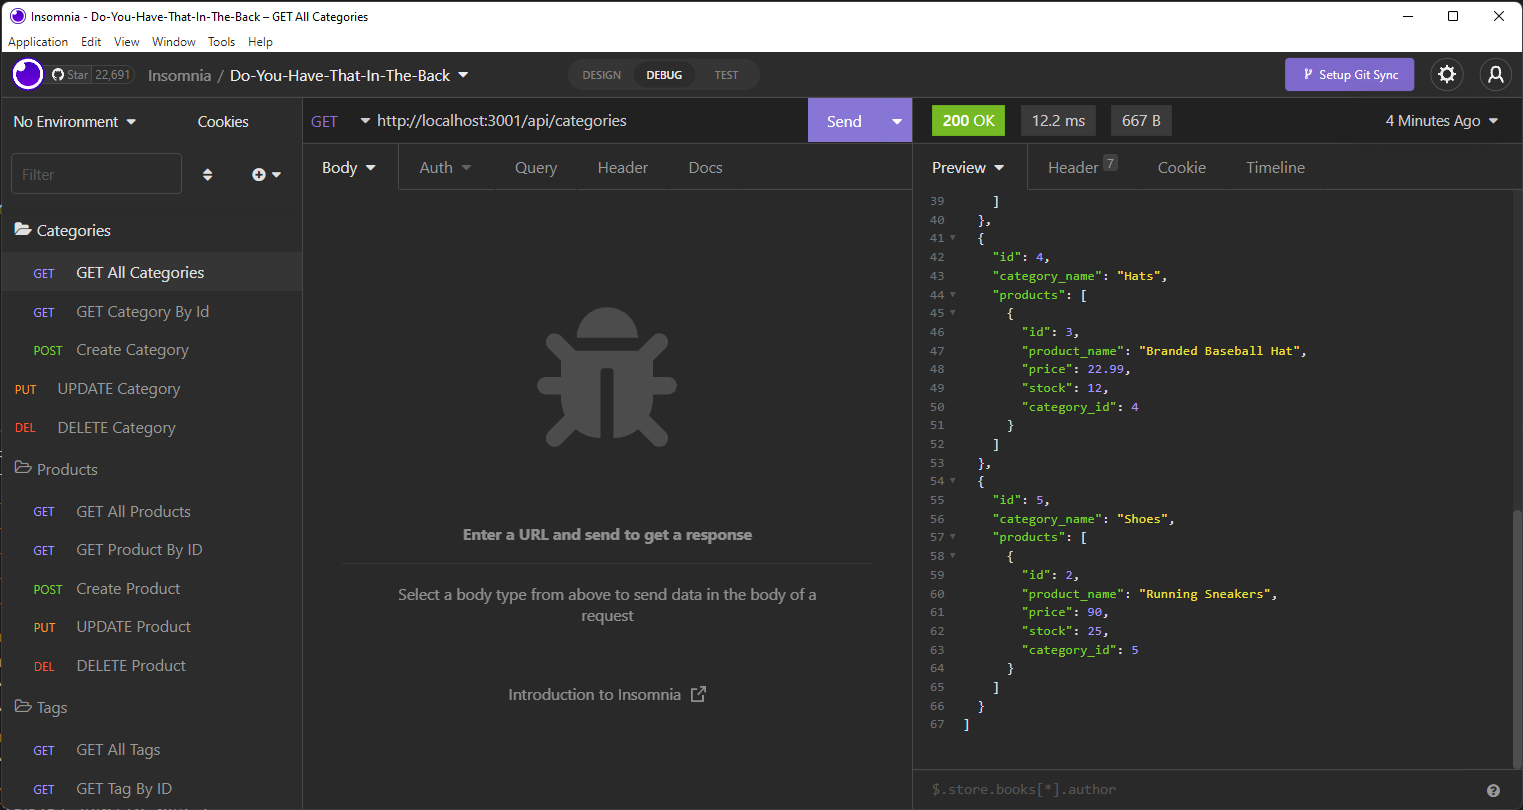 Insomnia - Do-You-Have-That-In-The-Back – GET All Categories
Application Edit View Window Tools Help
Star 22,691 Insomnia / Do-You-Have-That-In-The-Back DESIGN DEBUG TEST Setup Git Sync
No Environment Cookies
Filter
Categories
GET GET All Categories
GET GET Category By Id
POST Create Category
PUT UPDATE Category
DEL DELETE Category
Products
GET GET All Products
GET GET Product By ID
POST Create Product
PUT UPDATE Product
DEL DELETE Product
Tags
GET GET All Tags
GET GET Tag By ID
GET http://localhost:3001/api/categories Send
Body Auth Query Header Docs
Enter a URL and send to get a response
Select a body type from above to send data in the body of a
request
Introduction to Insomnia
200 OK 12.2 ms 667 B 4 Minutes Ago
Preview Header 7 Cookie Timeline
39 ]
40 },
41 {
42 "id": 4,
43 "category_name": "Hats",
44 "products": [
45 {
46 "id": 3,
47 "product_name": "Branded Baseball Hat",
48 "price": 22.99,
49 "stock": 12,
50 "category_id": 4
51 }
52 ]
53 },
54 {
55 "id": 5,
56 "category_name": "Shoes",
57 "products": [
58 {
59 "id": 2,
60 "product_name": "Running Sneakers",
61 "price": 90,
62 "stock": 25,
63 "category_id": 5
64 }
65 ]
66 }
67 ]
$.store.books[*].author